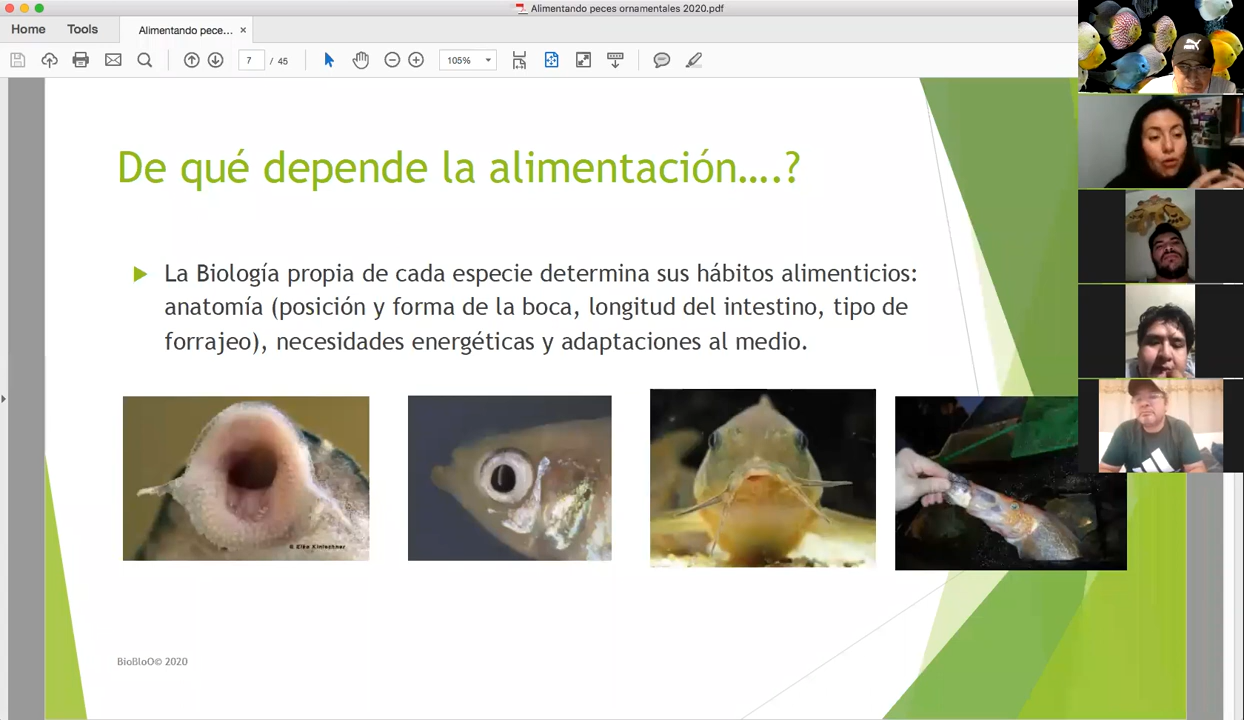 Alimentando peces ornamentales 2020.pdf
Home Tools Alimentando pece... ×
7 / 45 105%
De qué depende la alimentación….?
La Biología propia de cada especie determina sus hábitos alimenticios:
anatomía (posición y forma de la boca, longitud del intestino, tipo de
forrajeo), necesidades energéticas y adaptaciones al medio.
BioBloO© 2020